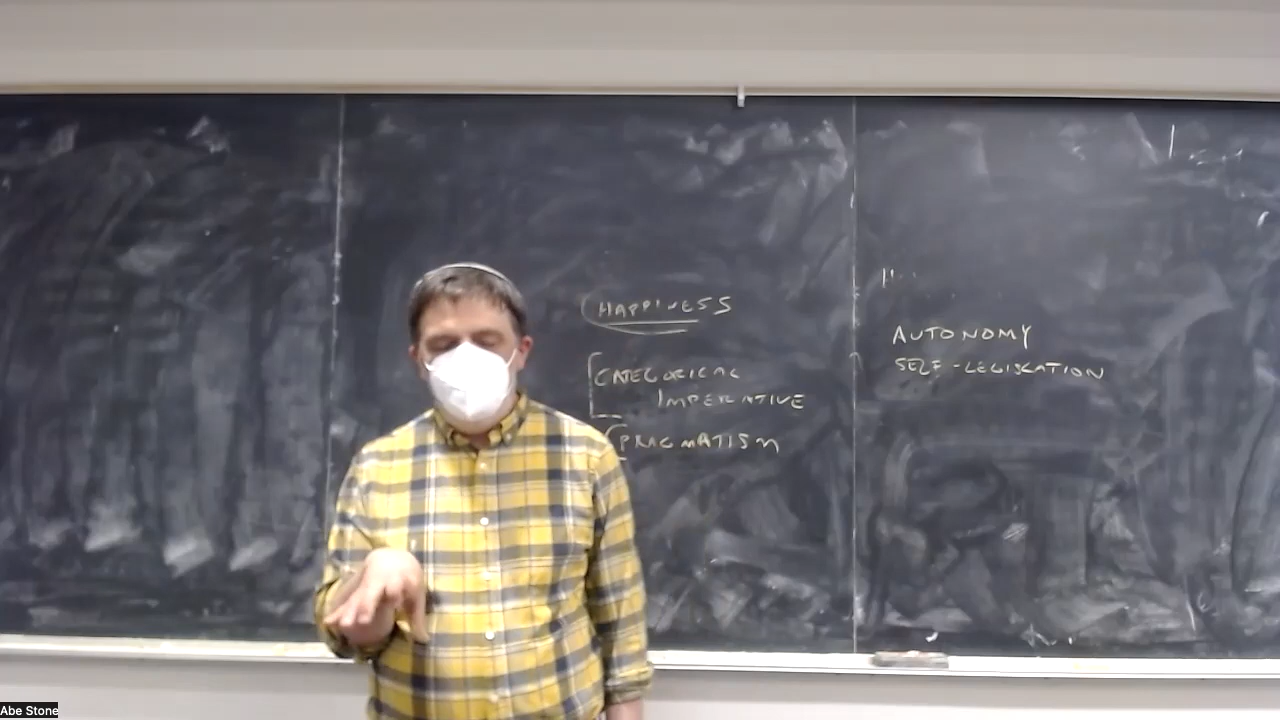 HAPPINESS
CATEGORICAL
IMPERATIVE
PRAGMATISM
AUTONOMY
SELF-LEGISLATION
Abe Stone